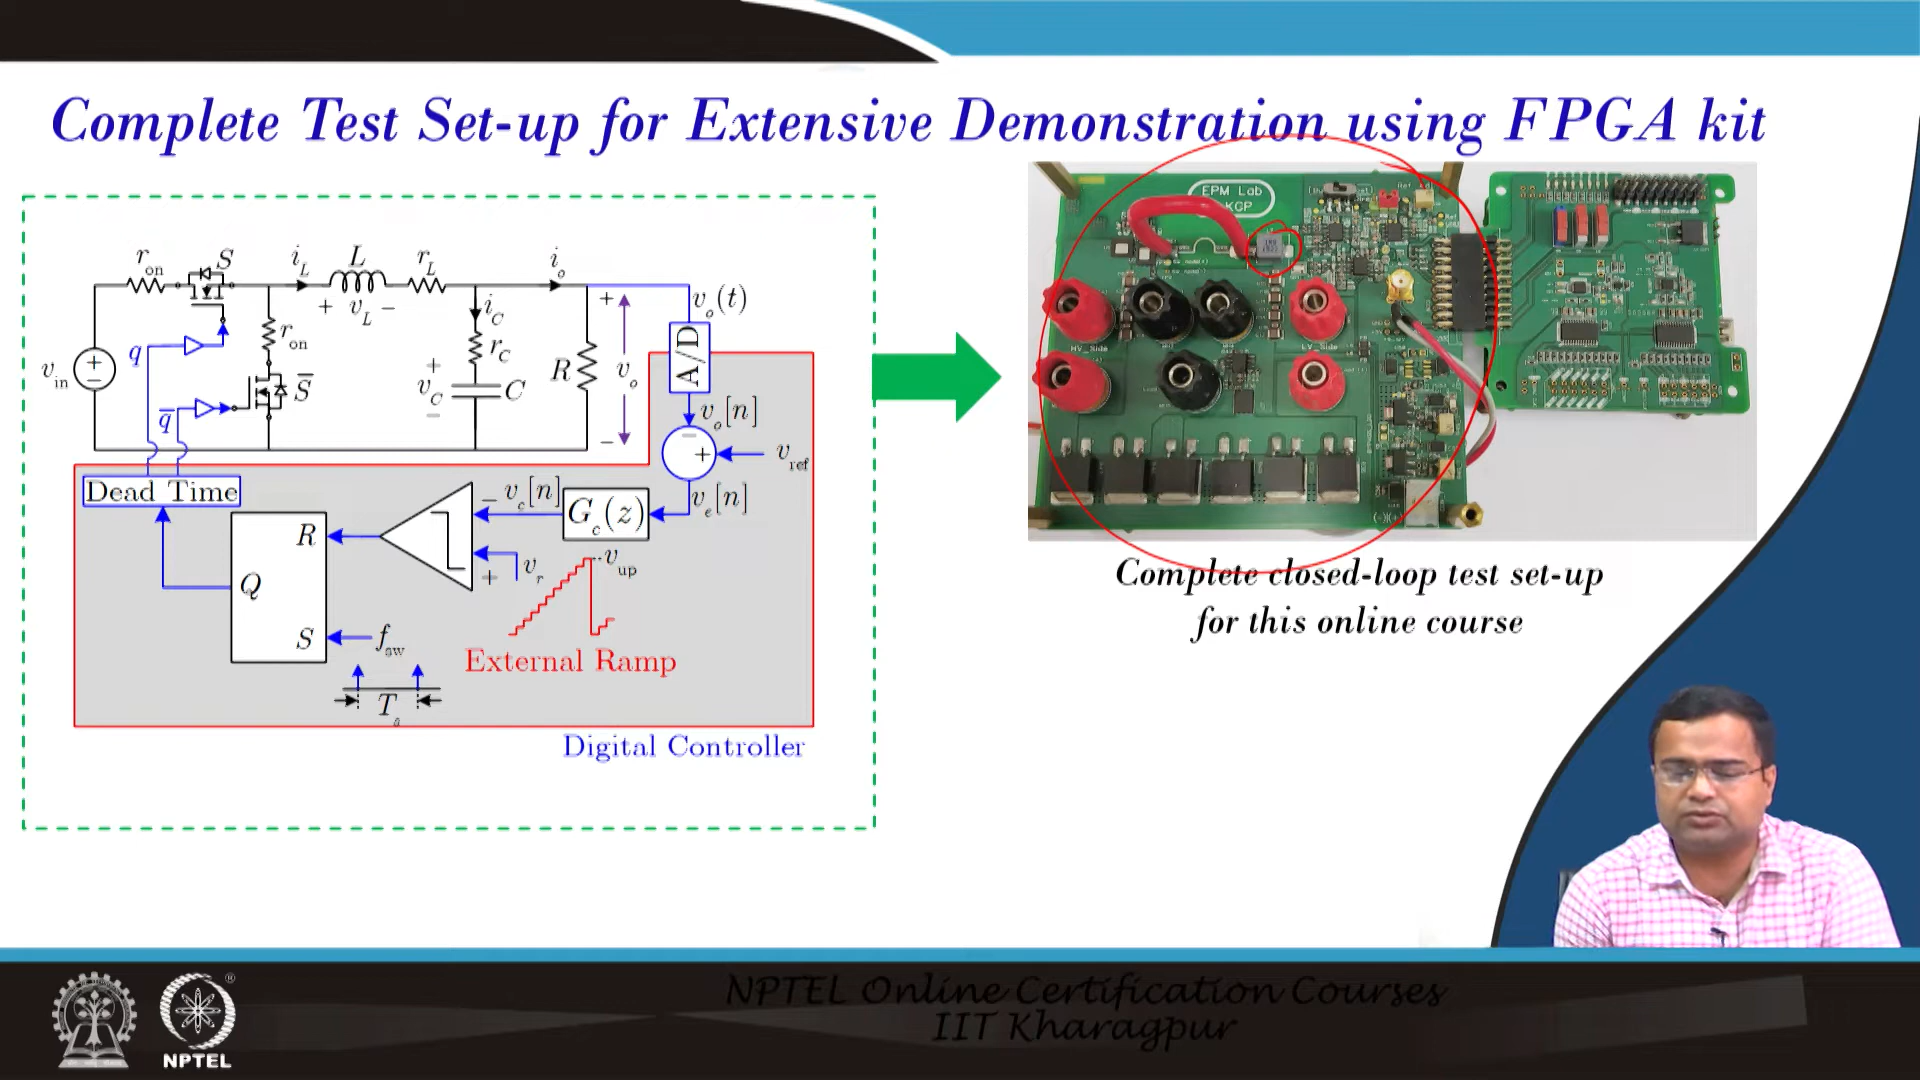 Complete Test Set-up for Extensive Demonstration using FPGA kit
r_on S i_L L r_L i_o
+ v_L −
+ v_o(t)
i_C
q r_on r_C A/D
v_in + − S̅ + v_C − C R v_o
q̅ − v_o[n]
− + v_ref
Dead Time − v_c[n] G_c(z) v_e[n]
R + v_r v_up
Q
S f_sw
External Ramp
T_s
Digital Controller
EPM Lab
KGP
HV_Side LV_Side
Complete closed-loop test set-up
for this online course
NPTEL Online Certification Courses
IIT Kharagpur
®
NPTEL